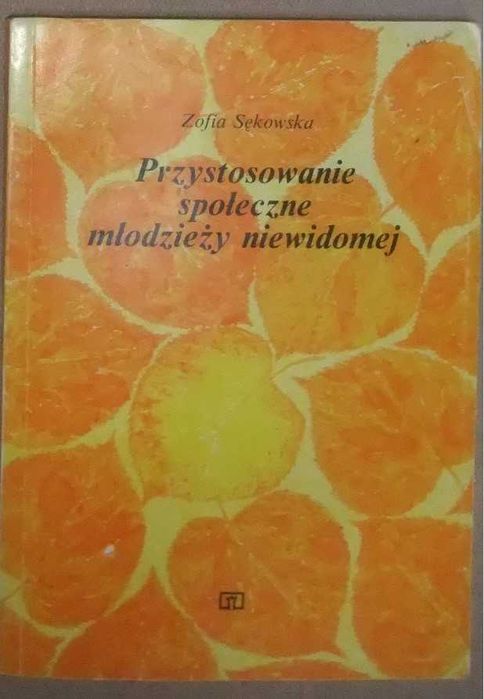 Zofia Sękowska
Przystosowanie
społeczne
młodzieży niewidomej